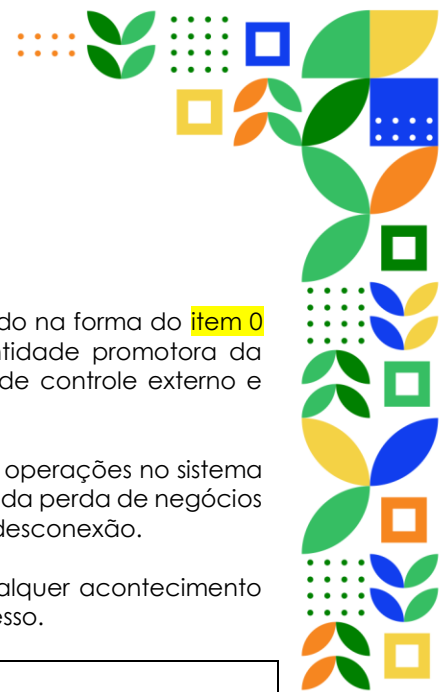 do na forma do item 0
ntidade promotora da
de controle externo e
operações no sistema
da perda de negócios
desconexão.
alquer acontecimento
esso.